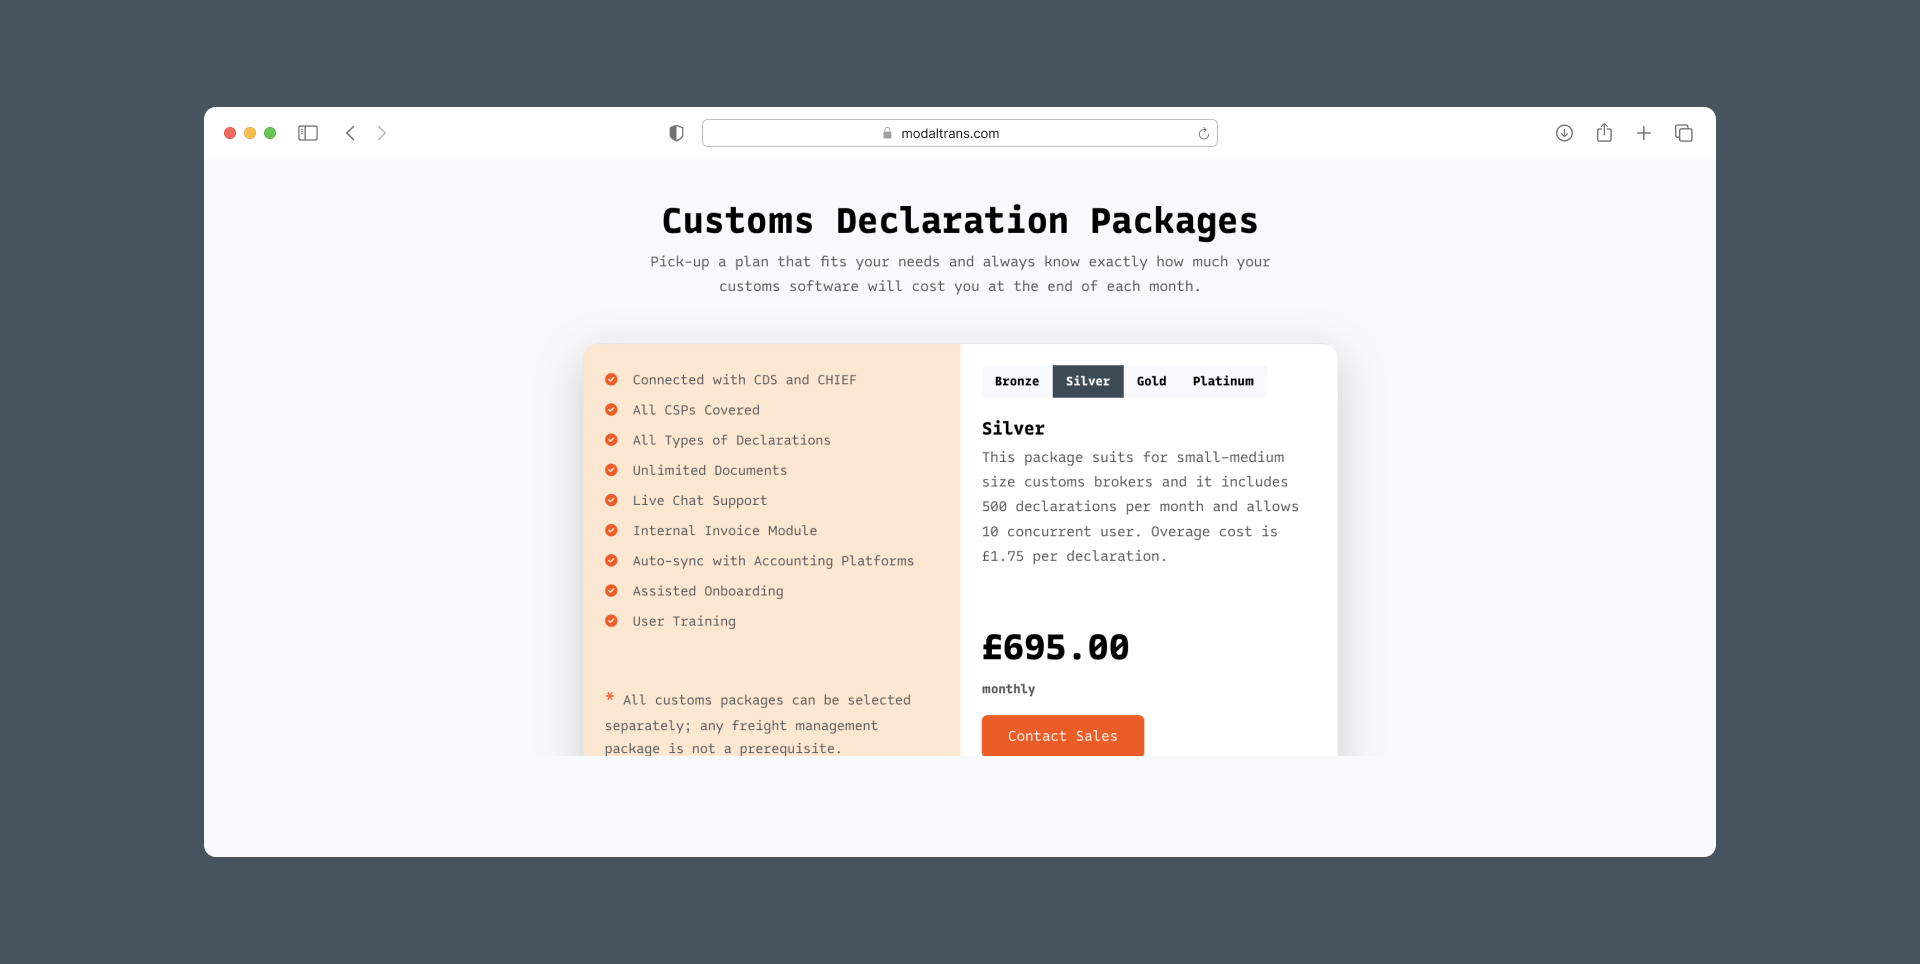 modaltrans.com
Customs Declaration Packages
Pick-up a plan that fits your needs and always know exactly how much your
customs software will cost you at the end of each month.
Connected with CDS and CHIEF
All CSPs Covered
All Types of Declarations
Unlimited Documents
Live Chat Support
Internal Invoice Module
Auto-sync with Accounting Platforms
Assisted Onboarding
User Training
* All customs packages can be selected
separately; any freight management
package is not a prerequisite.
Bronze Silver Gold Platinum
Silver
This package suits for small-medium
size customs brokers and it includes
500 declarations per month and allows
10 concurrent user. Overage cost is
£1.75 per declaration.
£695.00
monthly
Contact Sales